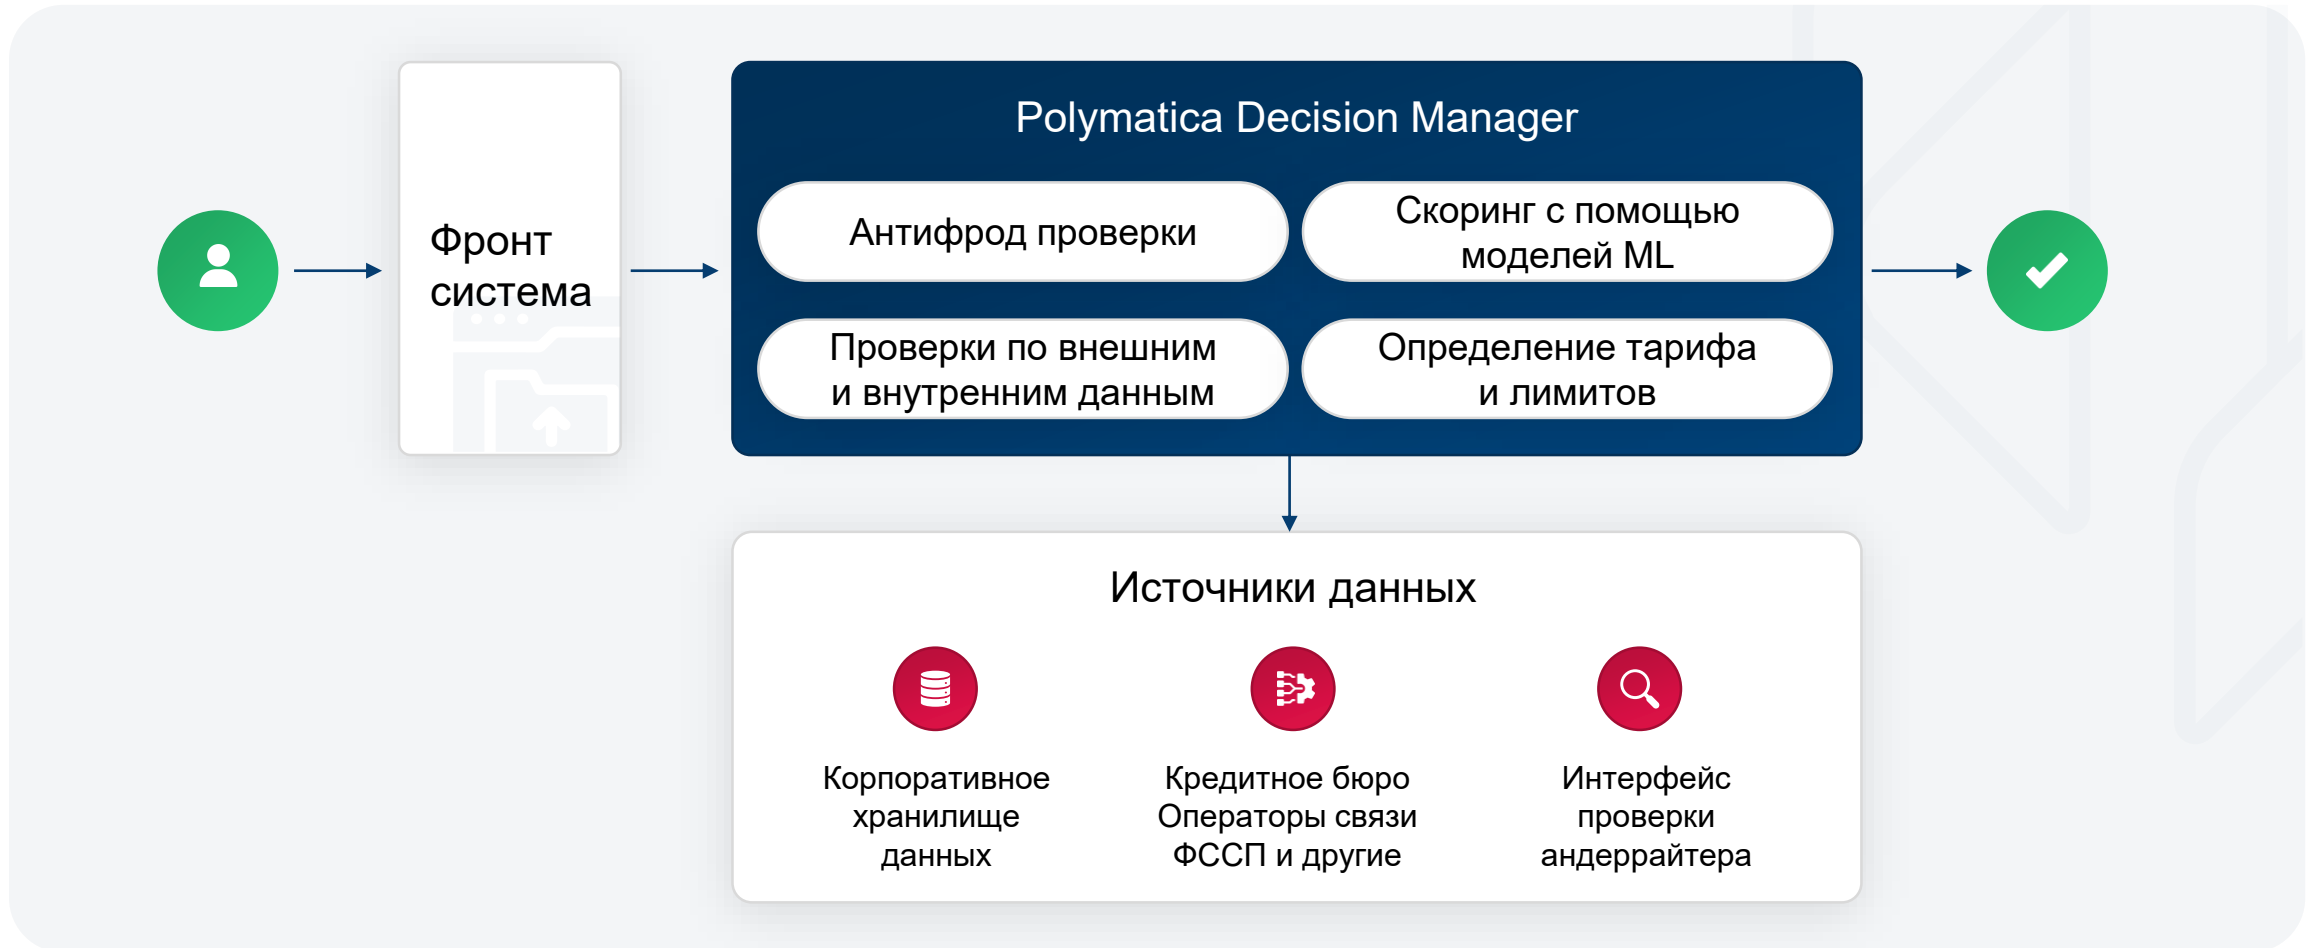 Фронт
система
Polymatica Decision Manager
Антифрод проверки
Скоринг с помощью
моделей ML
Проверки по внешним
и внутренним данным
Определение тарифа
и лимитов
Источники данных
Корпоративное
хранилище
данных
Кредитное бюро
Операторы связи
ФССП и другие
Интерфейс
проверки
андеррайтера